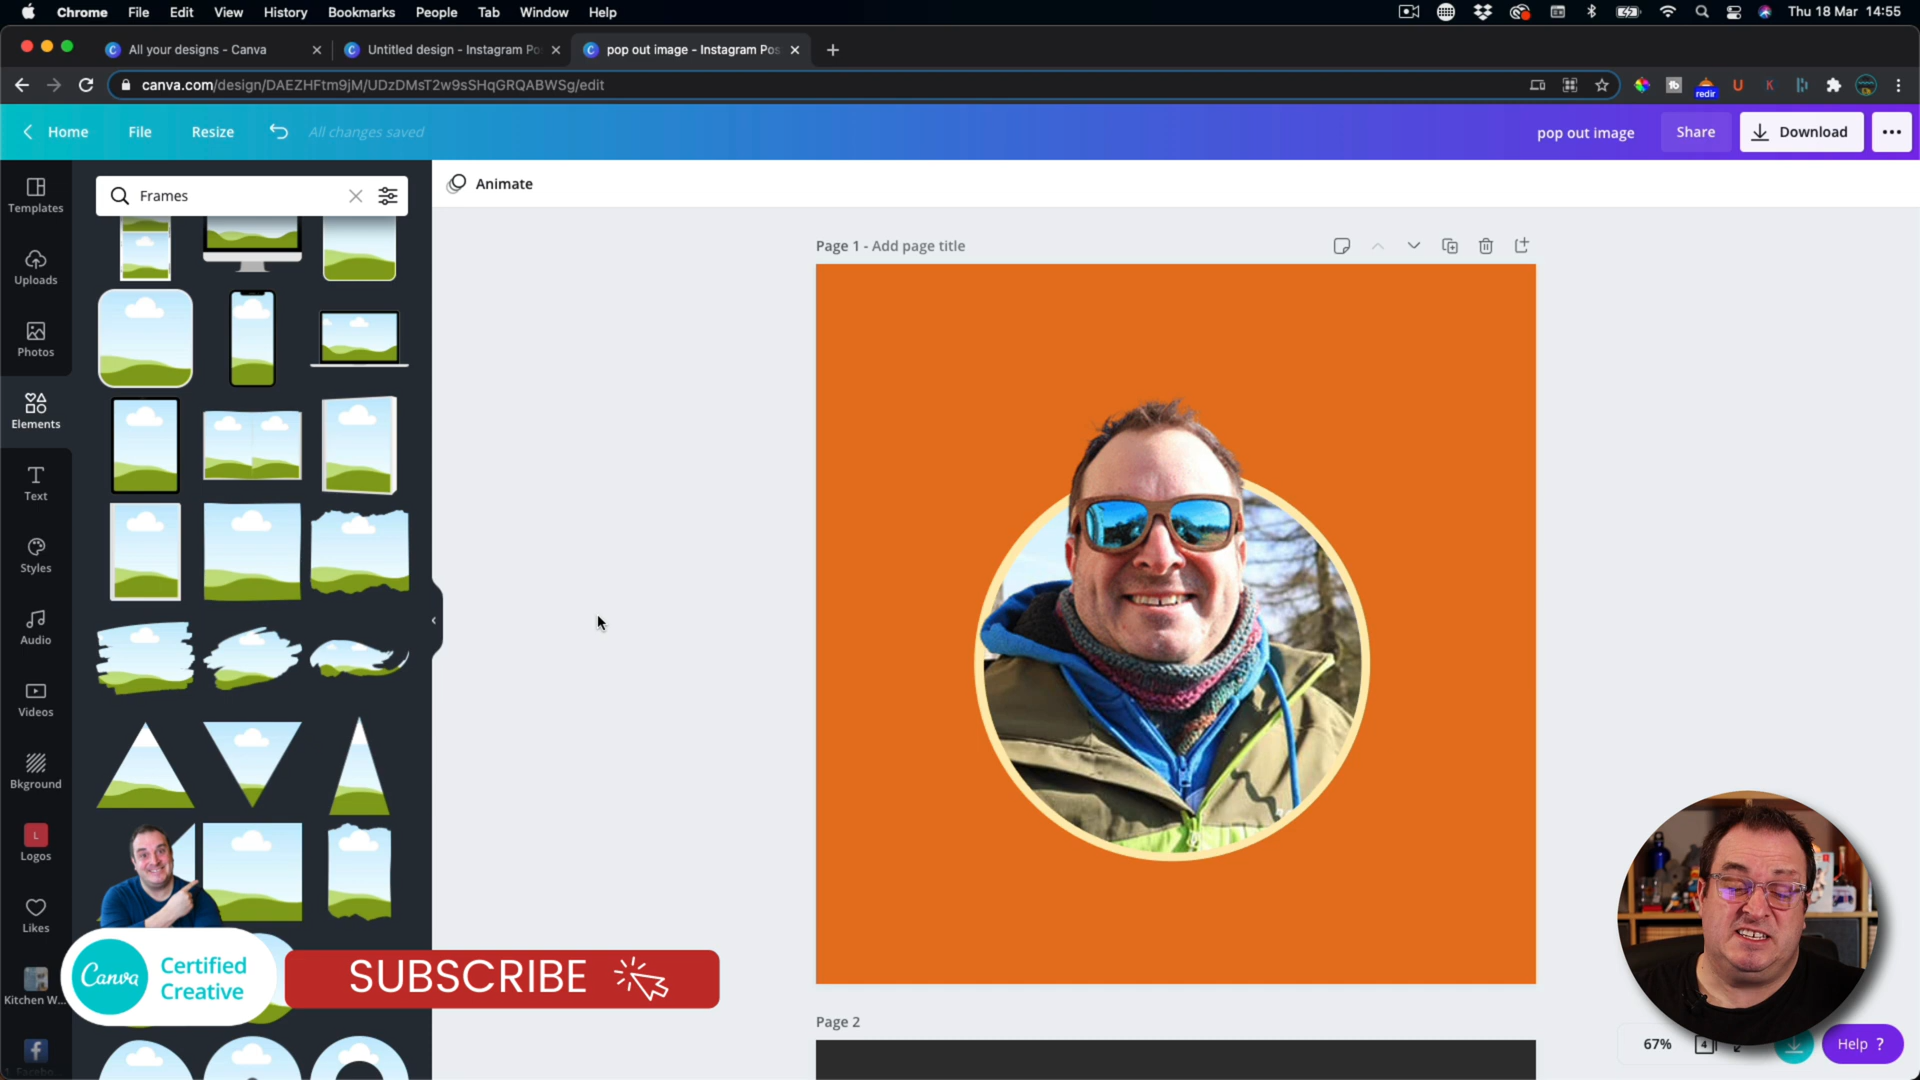 Chrome File Edit View History Bookmarks People Tab Window Help
Thu 18 Mar 14:55
All your designs - Canva
Untitled design - Instagram Po
pop out image - Instagram Pos
canva.com/design/DAEZHFtm9jM/UDzDMsT2w9sSHqGRQABWSg/edit
redir
Home File Resize All changes saved
pop out image Share Download
Templates
Uploads
Photos
Elements
Text
Styles
Audio
Videos
Bkground
L
Logos
Likes
Kitchen W...
Frames
Animate
Page 1 - Add page title
Canva
Certified
Creative
SUBSCRIBE
Page 2
67%
4
Help ?